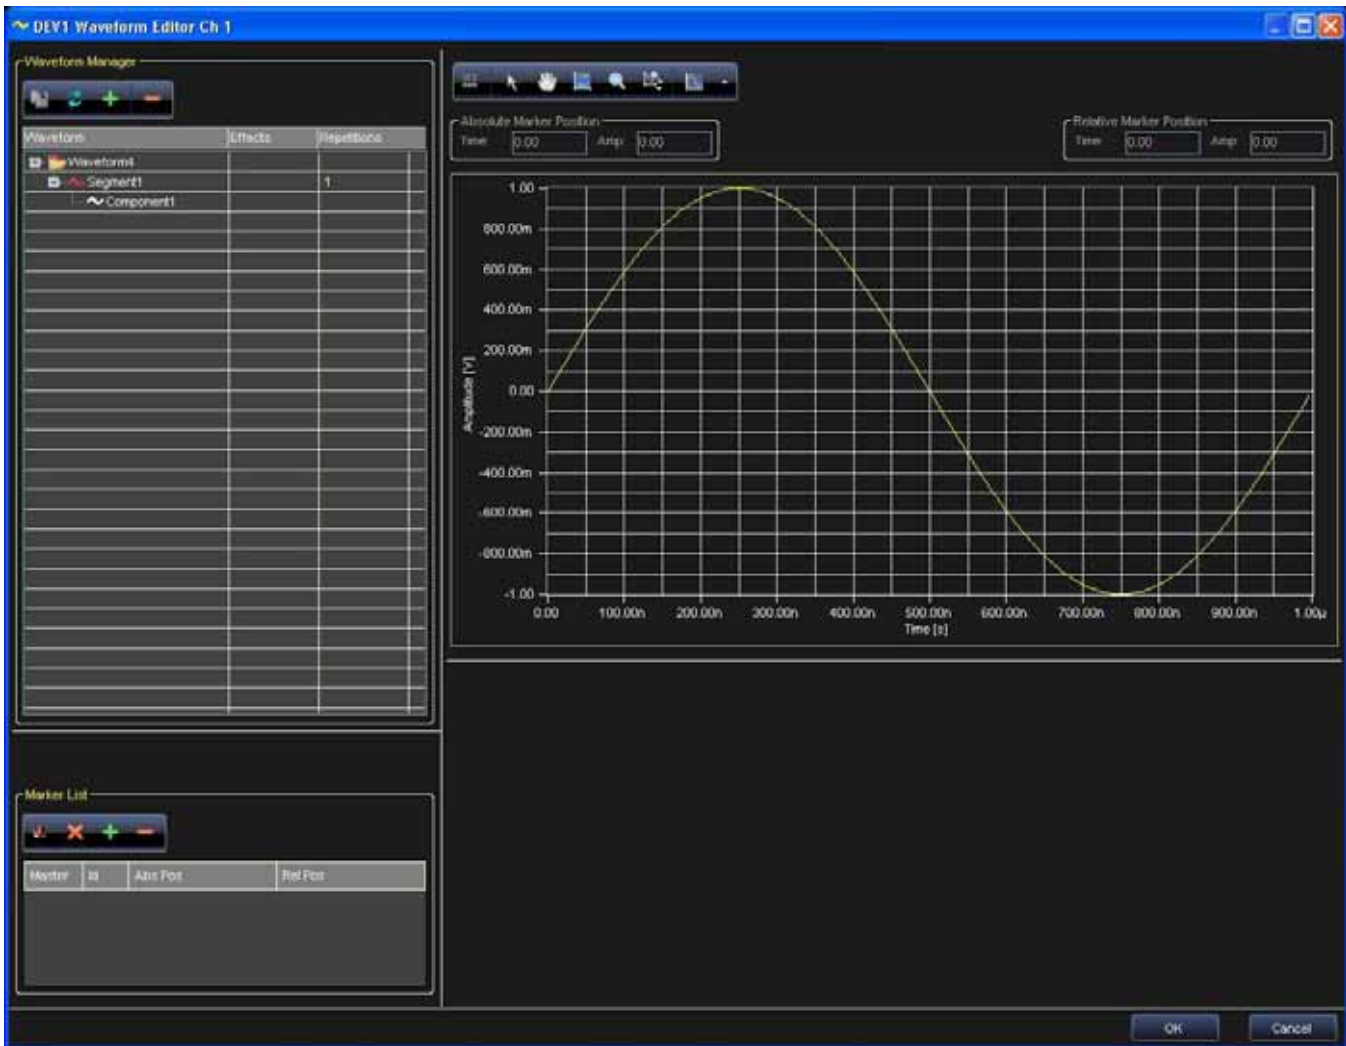 DEV1 Waveform Editor Ch 1
Waveform Manager
Waveform Effects Repetitions
Waveform4
Segment1 1
Component1
Marker List
Master Id Abs Pos Rel Pos
Absolute Marker Position
Time 0.00 Amp 0.00
Relative Marker Position
Time 0.00 Amp 0.00
1.00
800.00m
600.00m
400.00m
200.00m
0.00
-200.00m
-400.00m
-600.00m
-800.00m
-1.00
Amplitude [V]
0.00 100.00n 200.00n 300.00n 400.00n 500.00n 600.00n 700.00n 800.00n 900.00n 1.00µ
Time [s]
OK Cancel